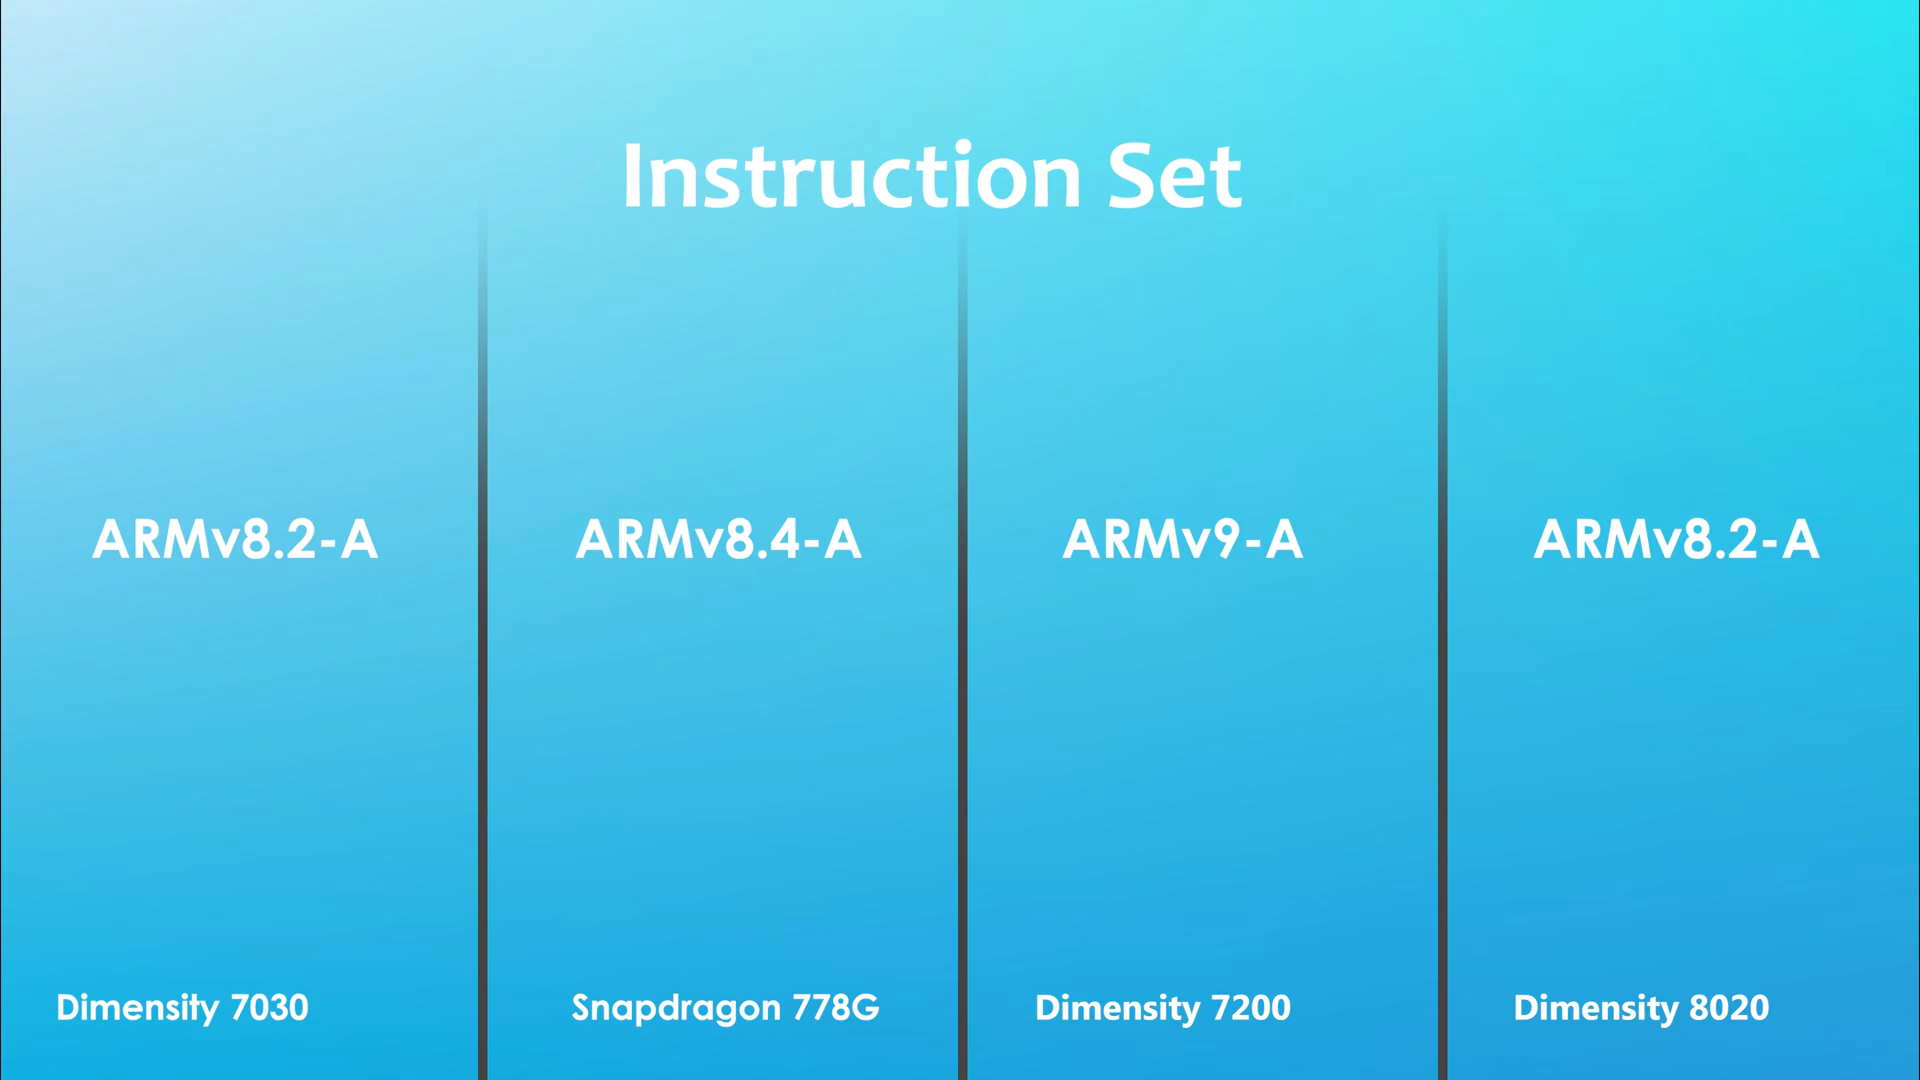 Instruction Set
ARMv8.2-A
ARMv8.4-A
ARMv9-A
ARMv8.2-A
Dimensity 7030
Snapdragon 778G
Dimensity 7200
Dimensity 8020